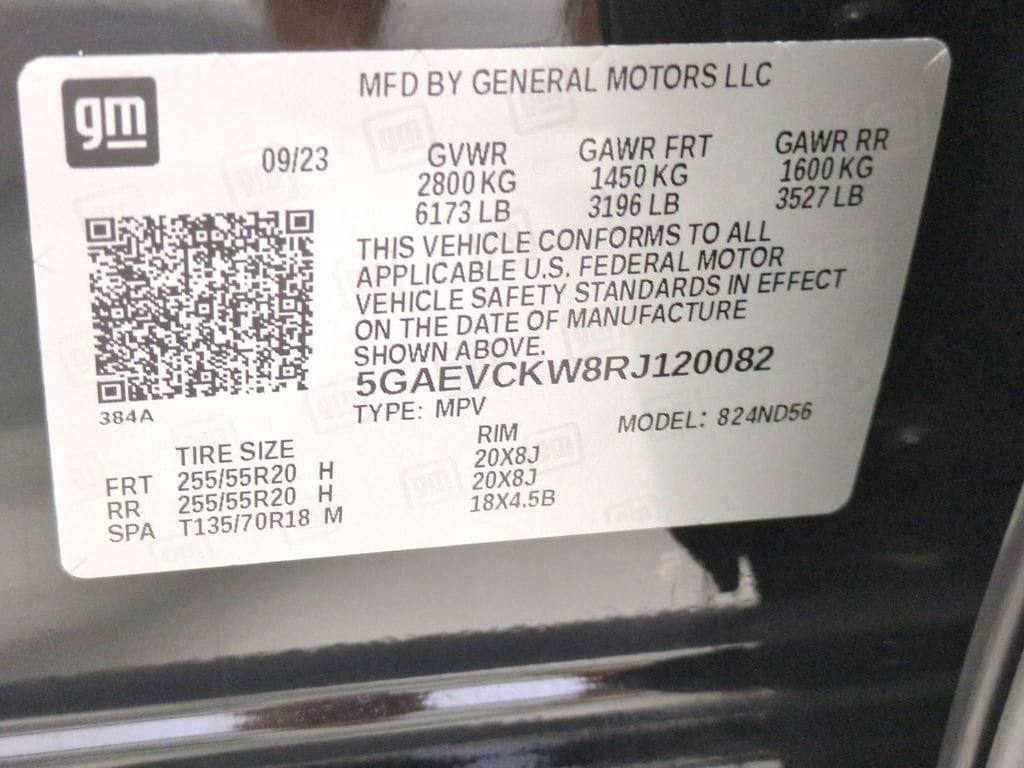 gm
MFD BY GENERAL MOTORS LLC
09/23 GVWR GAWR FRT GAWR RR
2800 KG 1450 KG 1600 KG
6173 LB 3196 LB 3527 LB
THIS VEHICLE CONFORMS TO ALL
APPLICABLE U.S. FEDERAL MOTOR
VEHICLE SAFETY STANDARDS IN EFFECT
ON THE DATE OF MANUFACTURE
SHOWN ABOVE.
5GAEVCKW8RJ120082
384A
TYPE: MPV MODEL: 824ND56
TIRE SIZE RIM
FRT 255/55R20 H 20X8J
RR 255/55R20 H 20X8J
SPA T135/70R18 M 18X4.5B